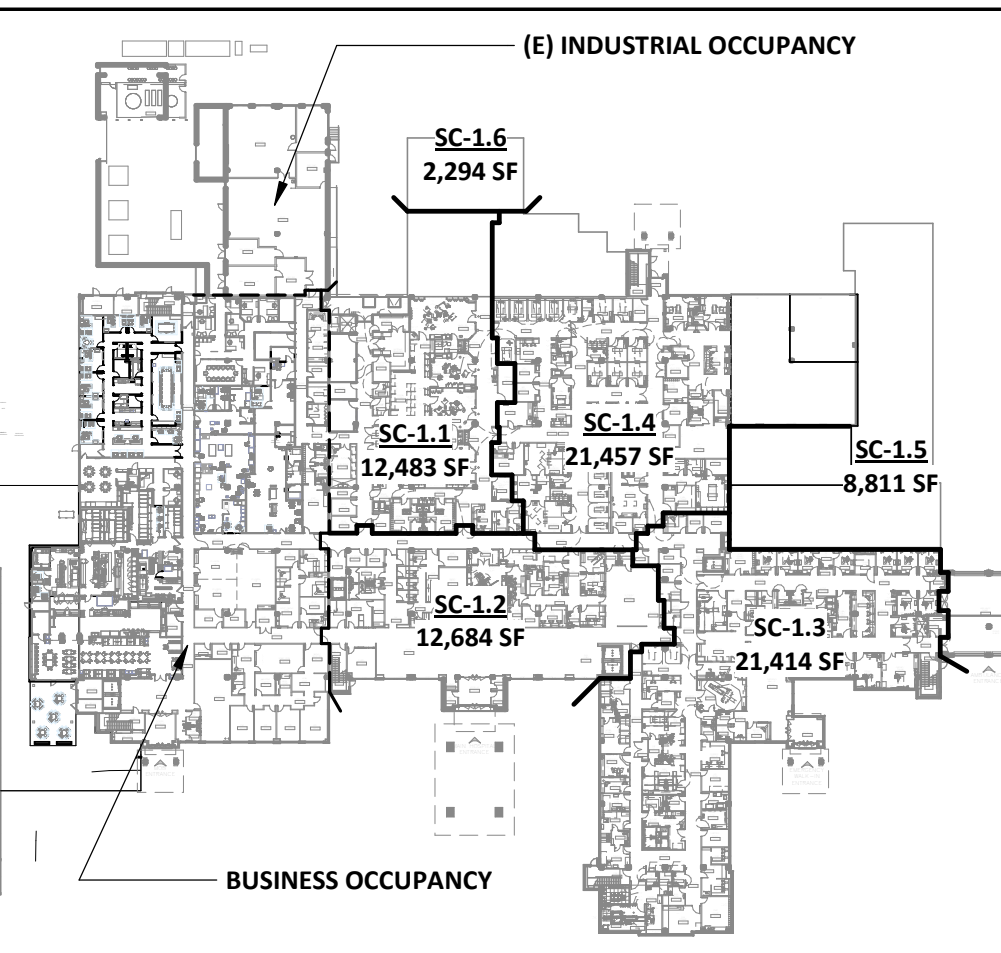 (E) INDUSTRIAL OCCUPANCY
SC-1.6
2,294 SF
SC-1.1
12,483 SF
SC-1.4
21,457 SF
SC-1.5
8,811 SF
SC-1.2
12,684 SF
SC-1.3
21,414 SF
BUSINESS OCCUPANCY